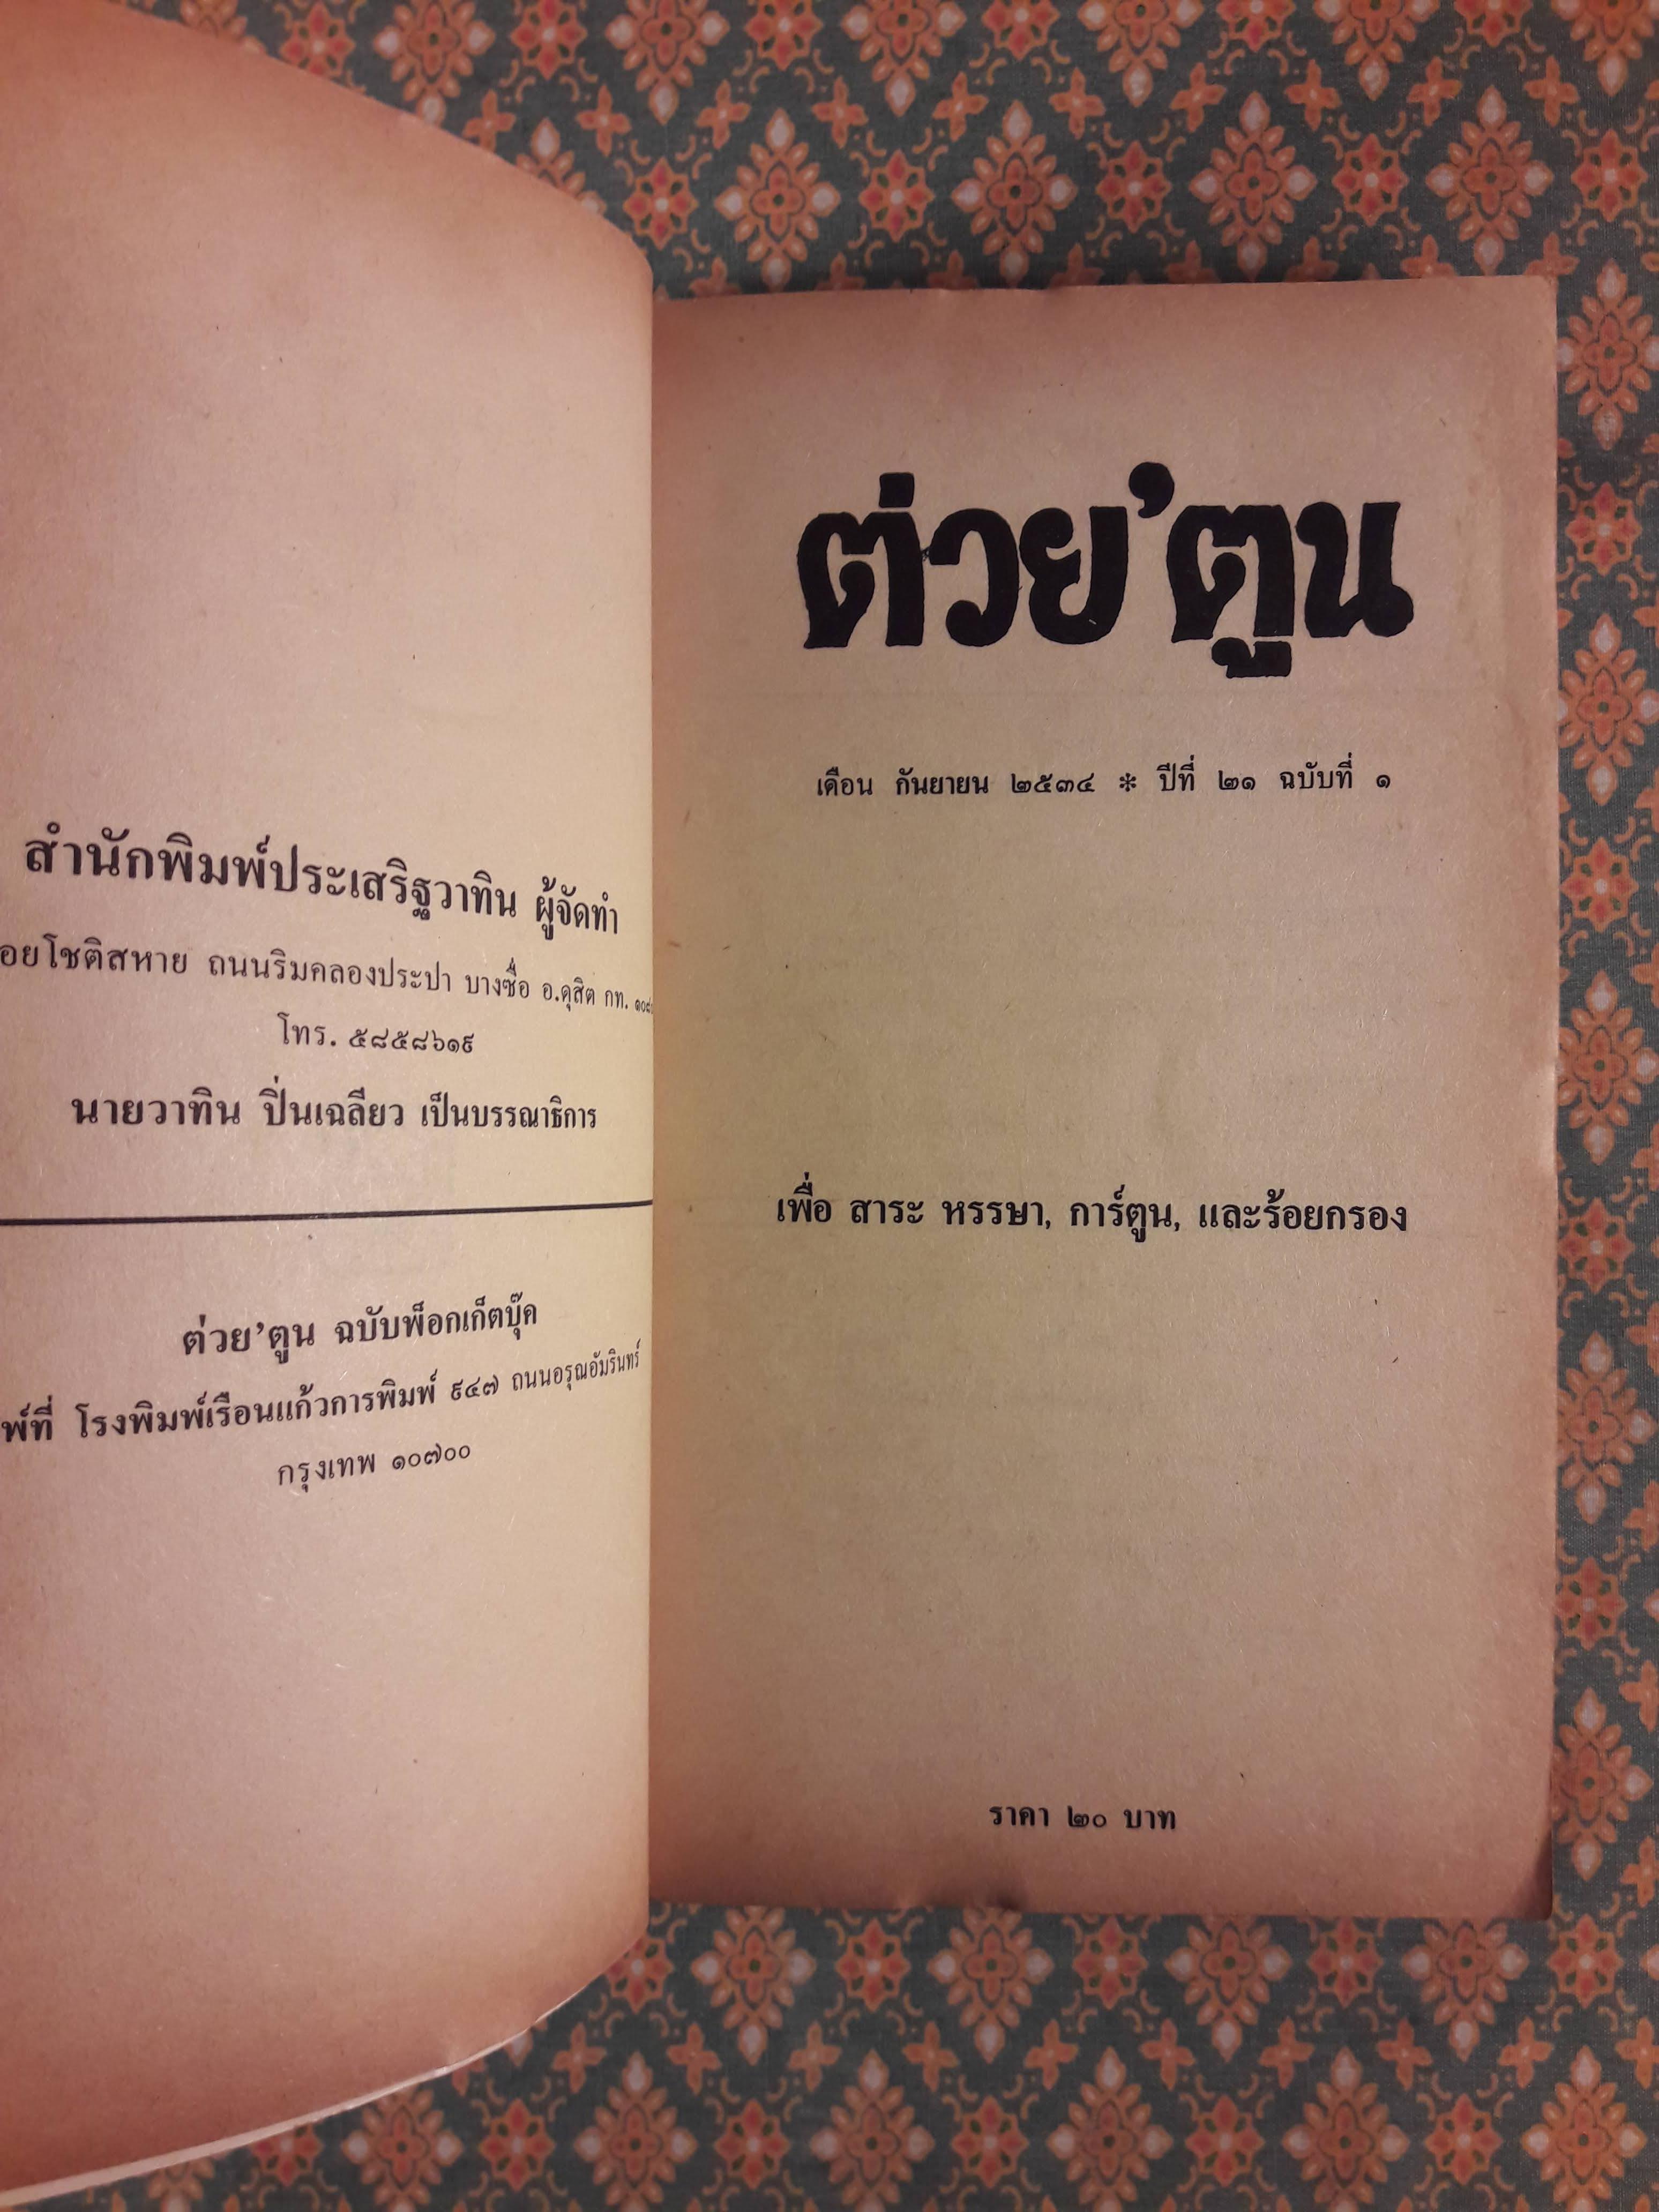 สำนักพิมพ์ประเสริฐวาทิน ผู้จัดทำ
อยโชติสหาย ถนนริมคลองประปา บางซื่อ อ.ดุสิต กท.
โทร. ๕๘๕๘๖๑๙
นายวาทิน ปิ่นเฉลียว เป็นบรรณาธิการ
ต่วย'ตูน ฉบับพ็อกเก็ตบุ๊ค
พ์ที่ โรงพิมพ์เรือนแก้วการพิมพ์ ๙๔๗ ถนนอรุณอัมรินทร์
กรุงเทพ ๑๐๗๐๐
ต่วย'ตูน
เดือน กันยายน ๒๕๓๔ * ปีที่ ๒๑ ฉบับที่ ๑
เพื่อ สาระ หรรษา, การ์ตูน, และร้อยกรอง
ราคา ๒๐ บาท